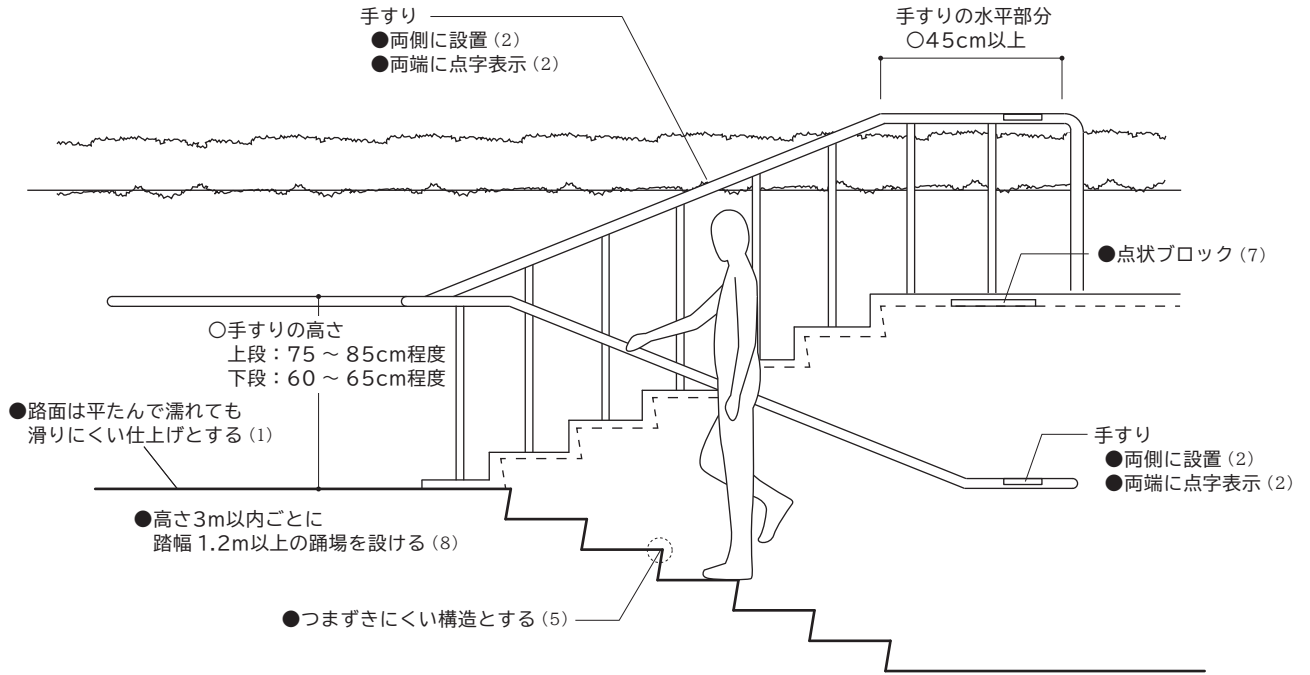 手すり
●両側に設置(2)
●両端に点字表示(2)
手すりの水平部分
○45cm以上
●点状ブロック(7)
○手すりの高さ
上段：75～85cm程度
下段：60～65cm程度
●路面は平たんで濡れても
滑りにくい仕上げとする(1)
手すり
●両側に設置(2)
●両端に点字表示(2)
●高さ3m以内ごとに
踏幅1.2m以上の踊場を設ける(8)
●つまずきにくい構造とする(5)